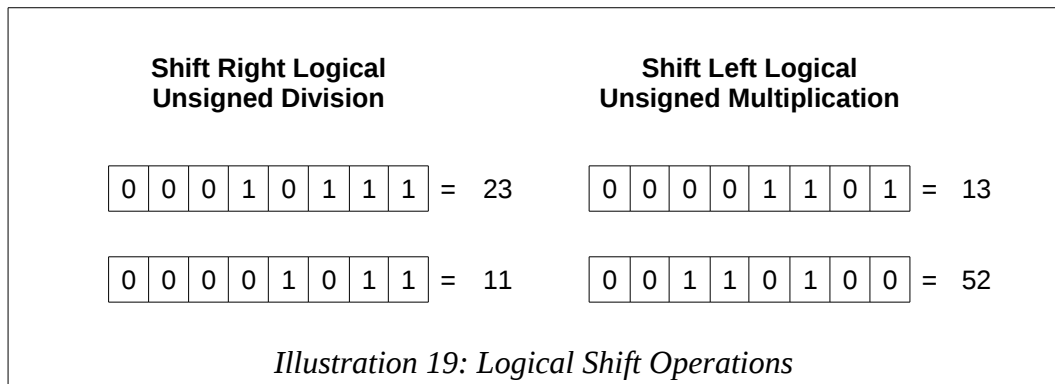 Shift Right Logical
Unsigned Division
0 0 0 1 0 1 1 1 = 23
0 0 0 0 1 0 1 1 = 11
Shift Left Logical
Unsigned Multiplication
0 0 0 0 1 1 0 1 = 13
0 0 1 1 0 1 0 0 = 52
Illustration 19: Logical Shift Operations